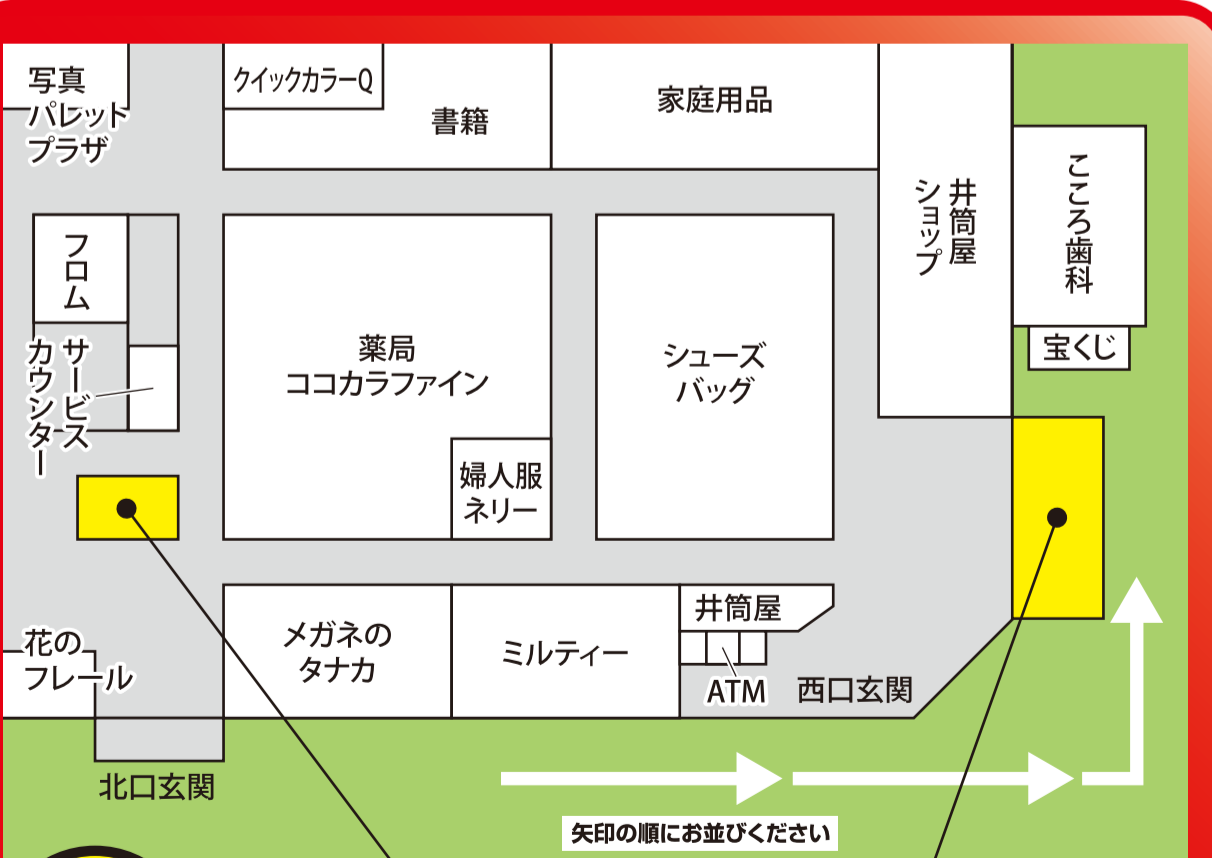 写真
パレット
プラザ
クイックカラーQ
書籍
家庭用品
井筒屋
ショップ
こころ歯科
宝くじ
フロム
サービス
カウンター
薬局
ココカラファイン
婦人服
ネリー
シューズ
バッグ
花の
フレール
メガネの
タナカ
ミルティー
井筒屋
ATM
西口玄関
北口玄関
矢印の順にお並びください